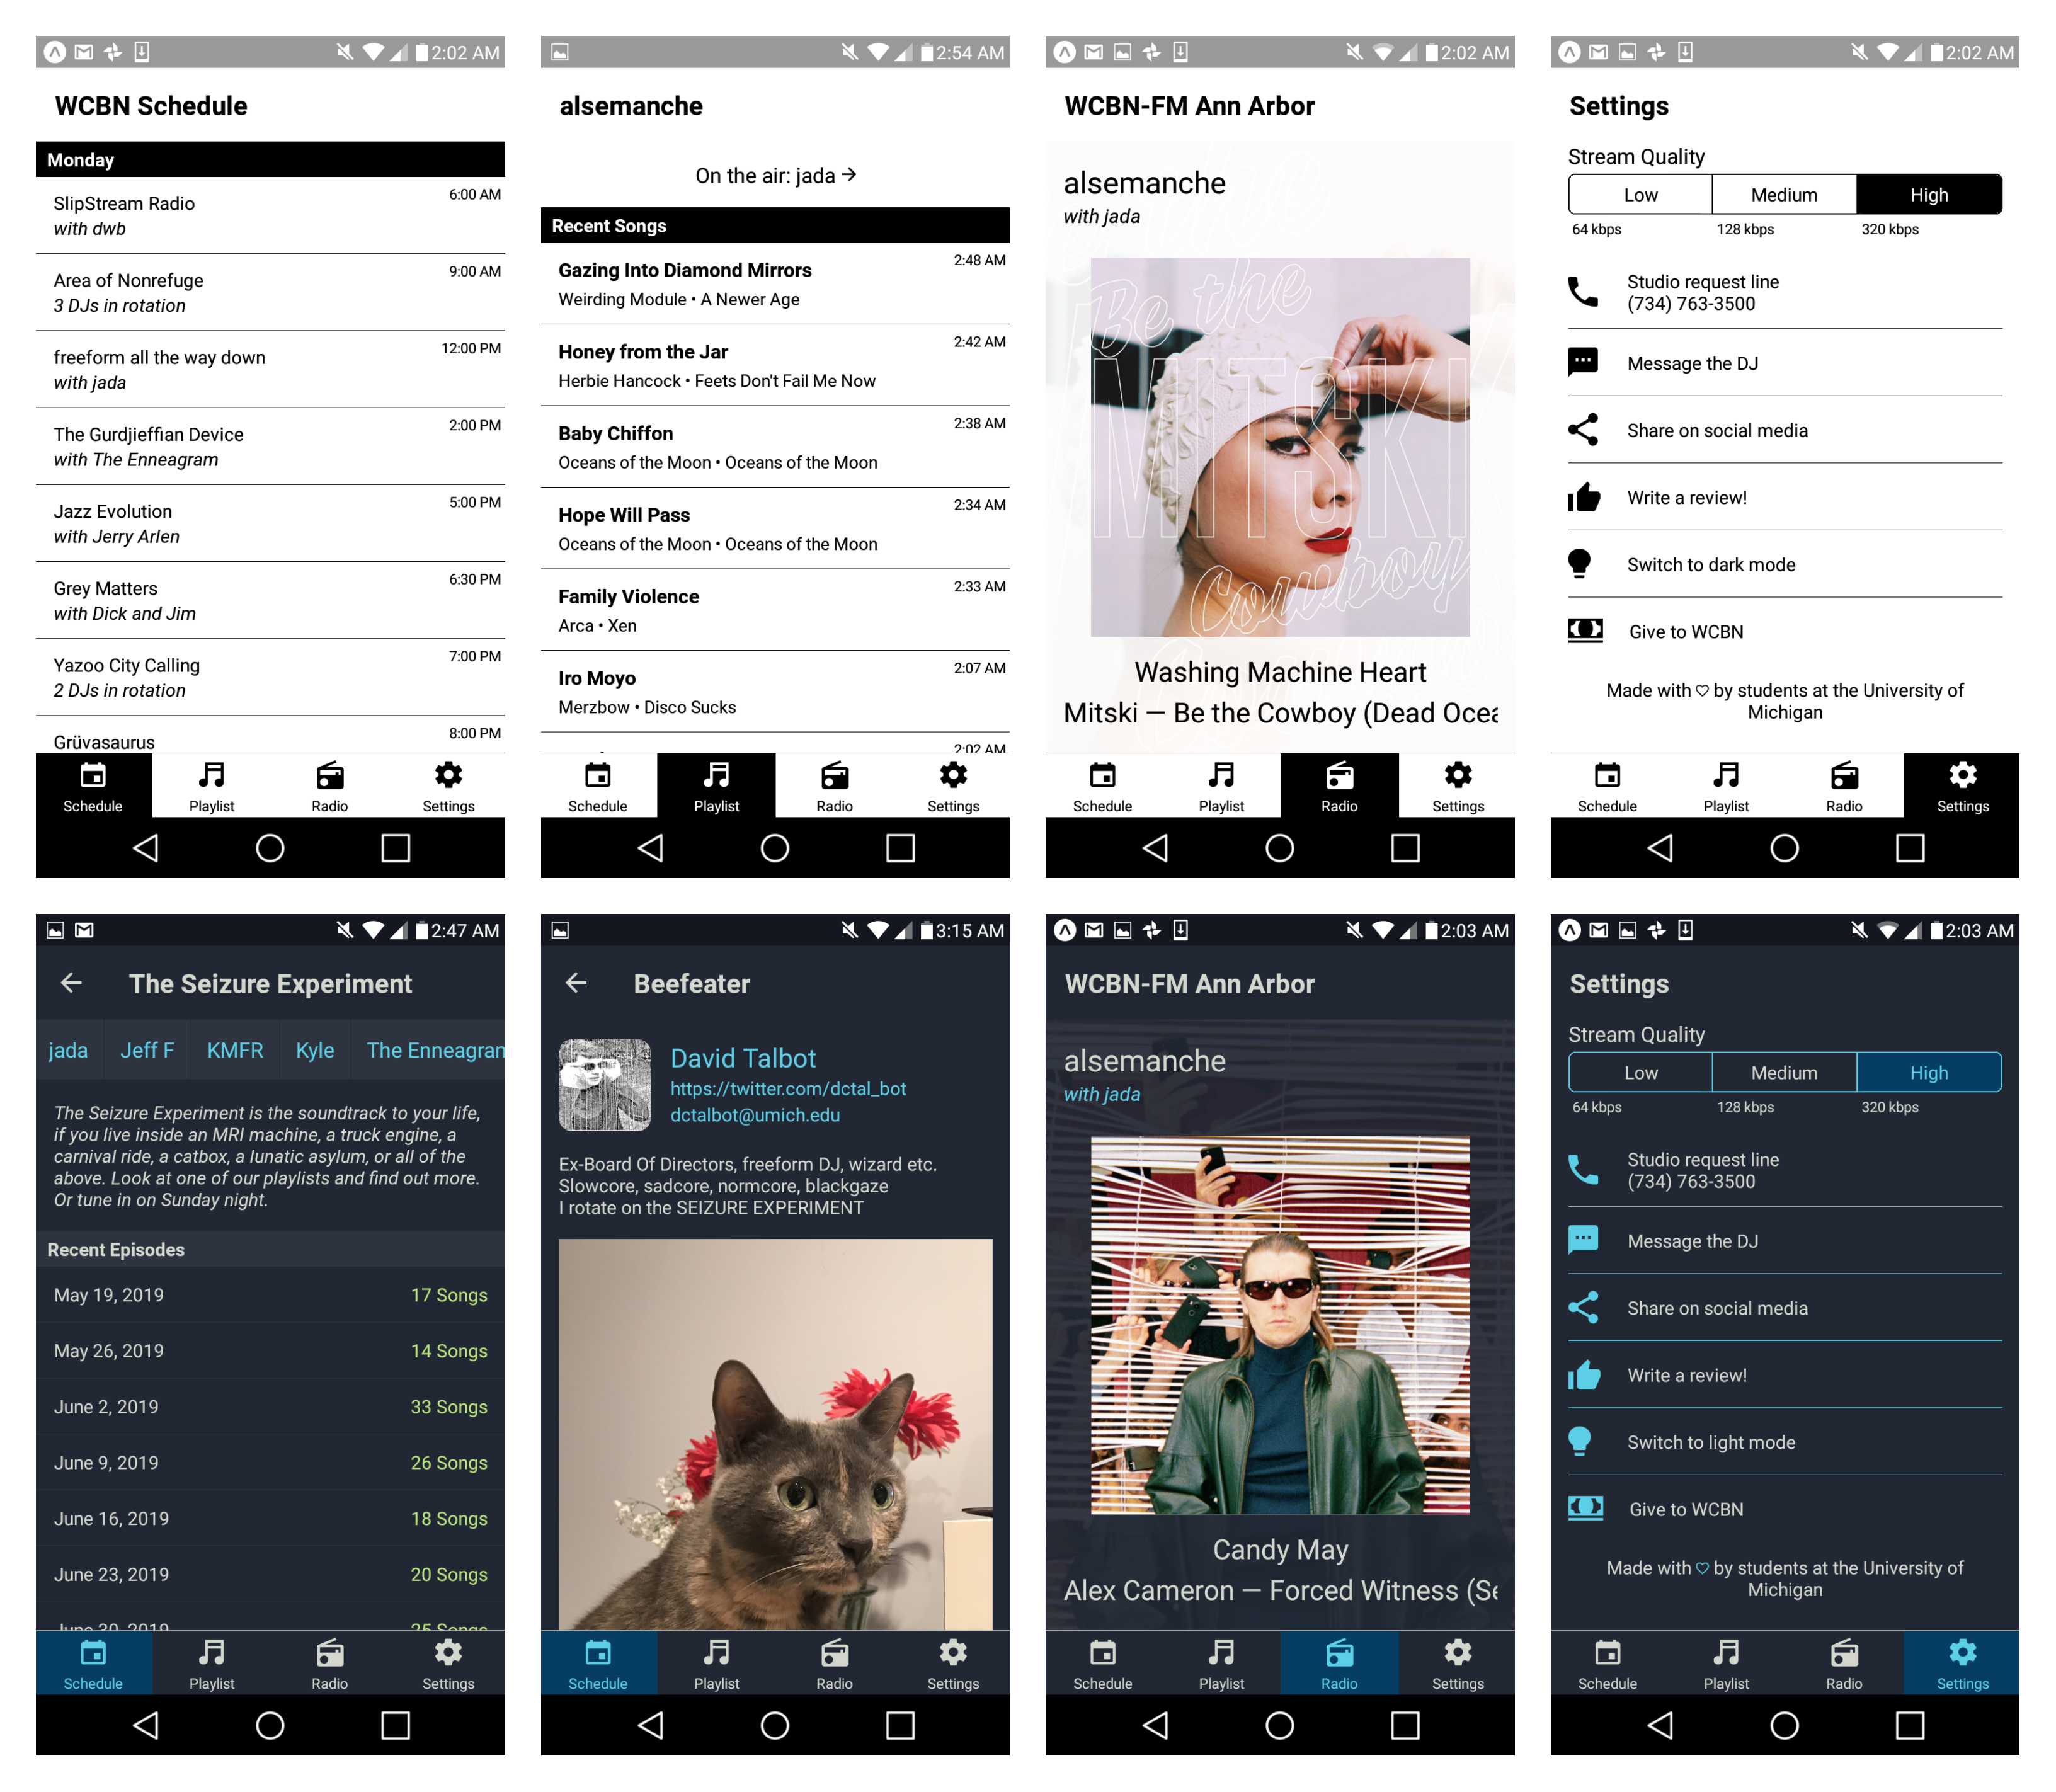 2:02 AM
WCBN Schedule
Monday
SlipStream Radio
6:00 AM
with dwb
Area of Nonrefuge
9:00 AM
3 DJs in rotation
freeform all the way down
12:00 PM
with jada
The Gurdjieffian Device
2:00 PM
with The Enneagram
Jazz Evolution
5:00 PM
with Jerry Arlen
Grey Matters
6:30 PM
with Dick and Jim
Yazoo City Calling
7:00 PM
2 DJs in rotation
Grüvasaurus
8:00 PM
Schedule Playlist Radio Settings
2:54 AM
alsemanche
On the air: jada →
Recent Songs
Gazing Into Diamond Mirrors
2:48 AM
Weirding Module • A Newer Age
Honey from the Jar
2:42 AM
Herbie Hancock • Feets Don't Fail Me Now
Baby Chiffon
2:38 AM
Oceans of the Moon • Oceans of the Moon
Hope Will Pass
2:34 AM
Oceans of the Moon • Oceans of the Moon
Family Violence
2:33 AM
Arca • Xen
Iro Moyo
2:07 AM
Merzbow • Disco Sucks
2:02 AM
Schedule Playlist Radio Settings
2:02 AM
WCBN-FM Ann Arbor
alsemanche
with jada
Be the
MITSKI
Cowboy
Washing Machine Heart
Mitski — Be the Cowboy (Dead Ocea
Schedule Playlist Radio Settings
2:02 AM
Settings
Stream Quality
Low Medium High
64 kbps 128 kbps 320 kbps
Studio request line
(734) 763-3500
Message the DJ
Share on social media
Write a review!
Switch to dark mode
Give to WCBN
Made with ♡ by students at the University of
Michigan
Schedule Playlist Radio Settings
2:47 AM
The Seizure Experiment
jada Jeff F KMFR Kyle The Enneagram
The Seizure Experiment is the soundtrack to your life,
if you live inside an MRI machine, a truck engine, a
carnival ride, a catbox, a lunatic asylum, or all of the
above. Look at one of our playlists and find out more.
Or tune in on Sunday night.
Recent Episodes
May 19, 2019 17 Songs
May 26, 2019 14 Songs
June 2, 2019 33 Songs
June 9, 2019 26 Songs
June 16, 2019 18 Songs
June 23, 2019 20 Songs
June 30, 2019 25 Songs
Schedule Playlist Radio Settings
3:15 AM
Beefeater
David Talbot
https://twitter.com/dctal_bot
dctalbot@umich.edu
Ex-Board Of Directors, freeform DJ, wizard etc.
Slowcore, sadcore, normcore, blackgaze
I rotate on the SEIZURE EXPERIMENT
Schedule Playlist Radio Settings
2:03 AM
WCBN-FM Ann Arbor
alsemanche
with jada
Candy May
Alex Cameron — Forced Witness (Se
Schedule Playlist Radio Settings
2:03 AM
Settings
Stream Quality
Low Medium High
64 kbps 128 kbps 320 kbps
Studio request line
(734) 763-3500
Message the DJ
Share on social media
Write a review!
Switch to light mode
Give to WCBN
Made with ♡ by students at the University of
Michigan
Schedule Playlist Radio Settings